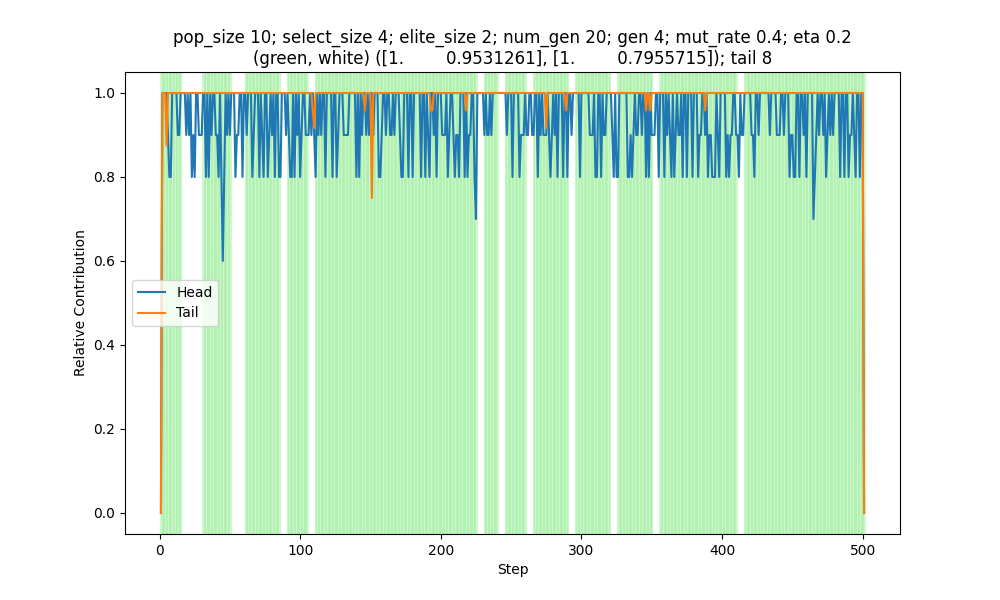 pop_size 10; select_size 4; elite_size 2; num_gen 20; gen 4; mut_rate 0.4; eta 0.2
(green, white) ([1.        0.9531261], [1.        0.7955715]); tail 8
Relative Contribution
1.0
0.8
0.6
0.4
0.2
0.0
Head
Tail
0 100 200 300 400 500
Step